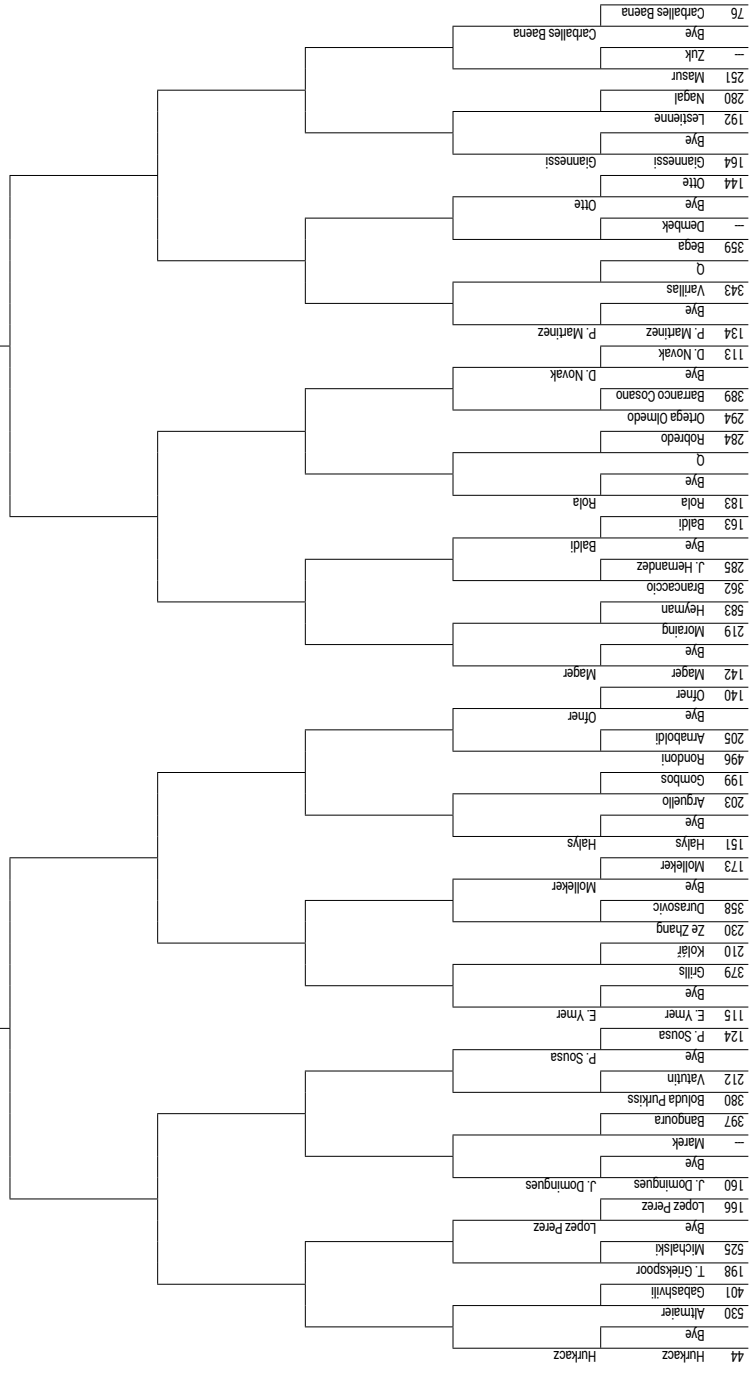 44 Hurkacz Hurkacz
Bye
530 Altmaier
401 Gabashvili
198 T. Griekspoor
525 Michalski
Bye Lopez Perez
166 Lopez Perez
160 J. Domingues J. Domingues
Bye
— Marek
397 Bangoura
380 Boluda Purkiss
212 Vatutin
Bye P. Sousa
124 P. Sousa
115 E. Ymer E. Ymer
Bye
379 Grills
210 Kolář
230 Ze Zhang
358 Durasovic
Bye Molleker
173 Molleker
151 Halys Halys
Bye
203 Arguello
199 Gombos
496 Rondoni
205 Arnaboldi
Bye Ofner
140 Ofner
142 Mager Mager
Bye
219 Moraing
583 Heyman
362 Brancaccio
285 J. Hernandez
Bye Baldi
163 Baldi
183 Rola Rola
Bye
Q
284 Robredo
294 Ortega Olmedo
389 Barranco Cosano
Bye D. Novak
113 D. Novak
134 P. Martinez P. Martinez
Bye
343 Varillas
Q
359 Bega
— Dembek
Bye Otte
144 Otte
164 Giannessi Giannessi
Bye
192 Lestienne
280 Nagal
251 Masur
— Zuk
Bye Carballes Baena
76 Carballes Baena